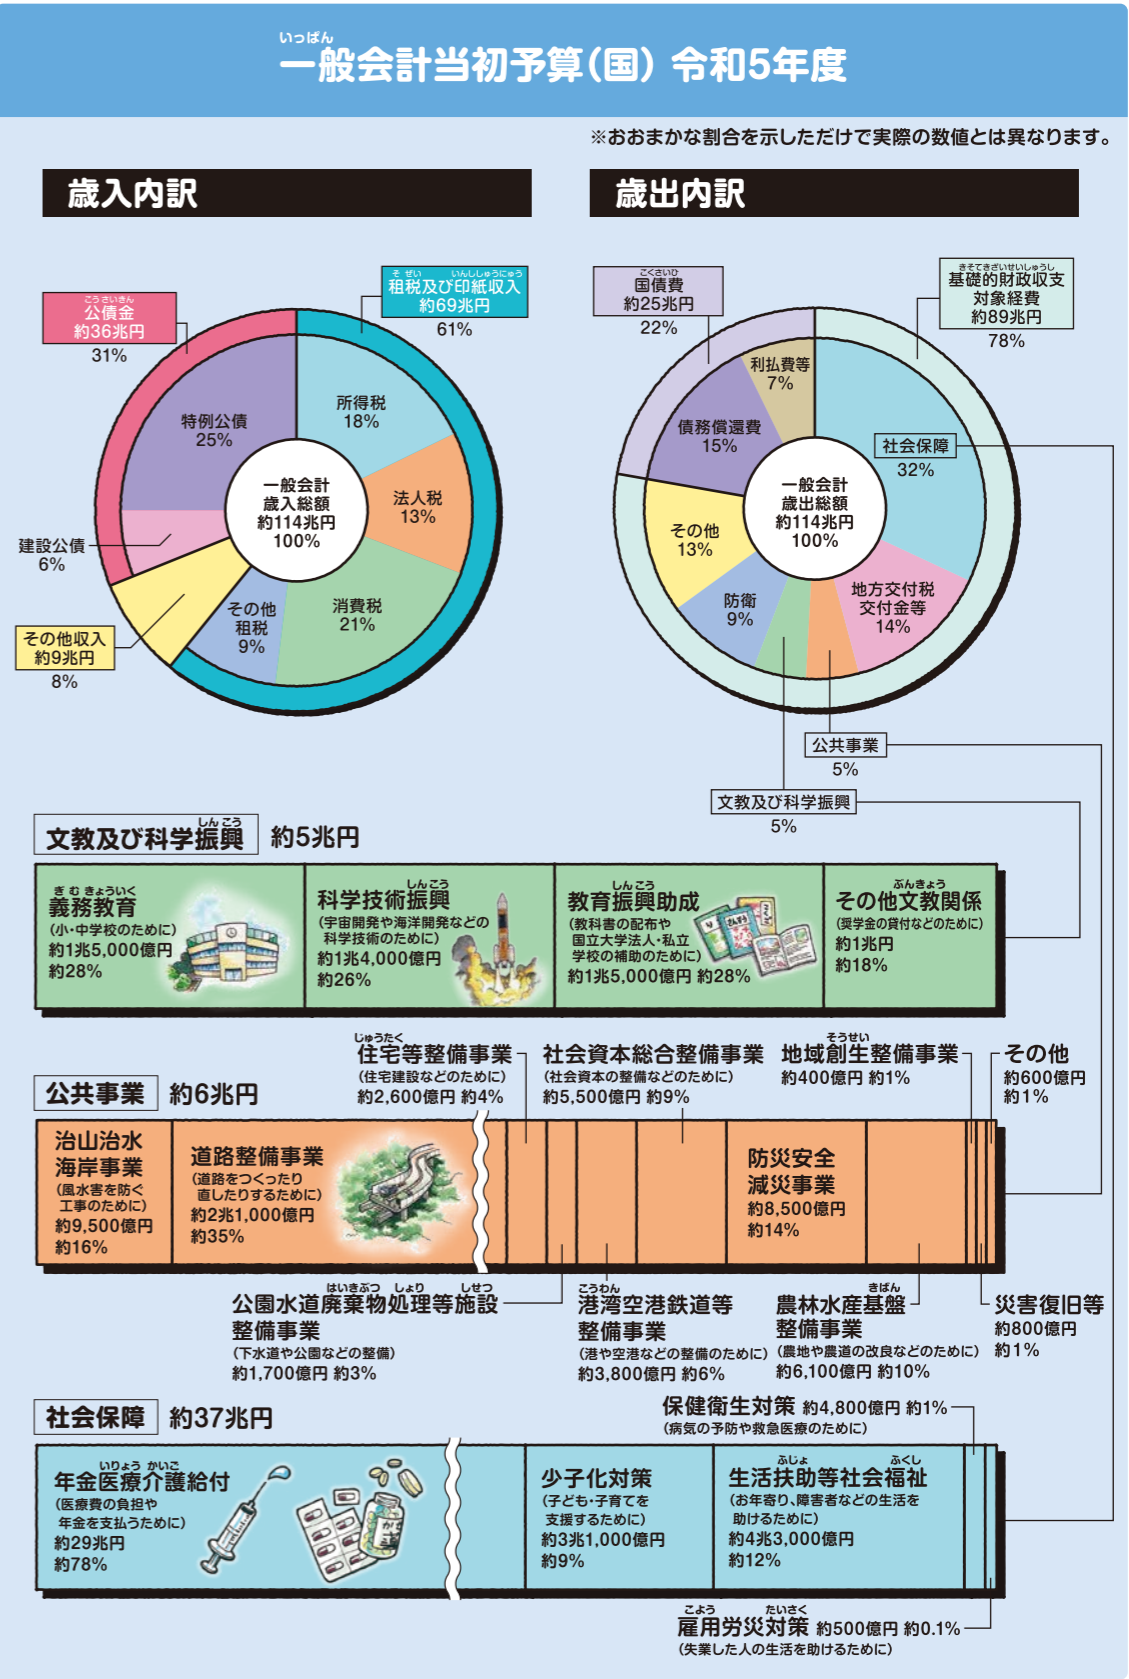 いっぱん
一般会計当初予算（国） 令和5年度
※おおまかな割合を示しただけで実際の数値とは異なります。
歳入内訳
こうさいきん
公債金
約36兆円
31%
そ ぜい いんししゅうにゅう
租税及び印紙収入
約69兆円
61%
特例公債
25%
所得税
18%
法人税
13%
消費税
21%
その他
租税
9%
建設公債
6%
その他収入
約9兆円
8%
一般会計
歳入総額
約114兆円
100%
歳出内訳
こくさいひ
国債費
約25兆円
22%
きそてきざいせいしゅうし
基礎的財政収支
対象経費
約89兆円
78%
利払費等
7%
債務償還費
15%
社会保障
32%
その他
13%
防衛
9%
地方交付税
交付金等
14%
一般会計
歳出総額
約114兆円
100%
公共事業
5%
文教及び科学振興
5%
しんこう
文教及び科学振興 約5兆円
ぎ む きょういく
義務教育
（小・中学校のために）
約1兆5,000億円
約28%
しんこう
科学技術振興
（宇宙開発や海洋開発などの
科学技術のために）
約1兆4,000億円
約26%
しんこう
教育振興助成
（教科書の配布や
国立大学法人・私立
学校の補助のために）
約1兆5,000億円 約28%
さんすう
ぶんきょう
その他文教関係
（奨学金の貸付などのために）
約1兆円
約18%
公共事業 約6兆円
じゅうたく
住宅等整備事業
（住宅建設などのために）
約2,600億円 約4%
社会資本総合整備事業
（社会資本の整備などのために）
約5,500億円 約9%
そうせい
地域創生整備事業
約400億円 約1%
その他
約600億円
約1%
治山治水
海岸事業
（風水害を防ぐ
工事のために）
約9,500億円
約16%
道路整備事業
（道路をつくったり
直したりするために）
約2兆1,000億円
約35%
防災安全
減災事業
約8,500億円
約14%
はいきぶつ しょり しせつ
公園水道廃棄物処理等施設
整備事業
（下水道や公園などの整備）
約1,700億円 約3%
こうわん
港湾空港鉄道等
整備事業
（港や空港などの整備のために）
約3,800億円 約6%
きばん
農林水産基盤
整備事業
（農地や農道の改良などのために）
約6,100億円 約10%
災害復旧等
約800億円
約1%
社会保障 約37兆円
保健衛生対策 約4,800億円 約1%
（病気の予防や救急医療のために）
いりょう かいご
年金医療介護給付
（医療費の負担や
年金を支払うために）
約29兆円
約78%
少子化対策
（子ども・子育てを
支援するために）
約3兆1,000億円
約9%
ふじょ ふくし
生活扶助等社会福祉
（お年寄り、障害者などの生活を
助けるために）
約4兆3,000億円
約12%
こよう たいさく
雇用労災対策 約500億円 約0.1%
（失業した人の生活を助けるために）